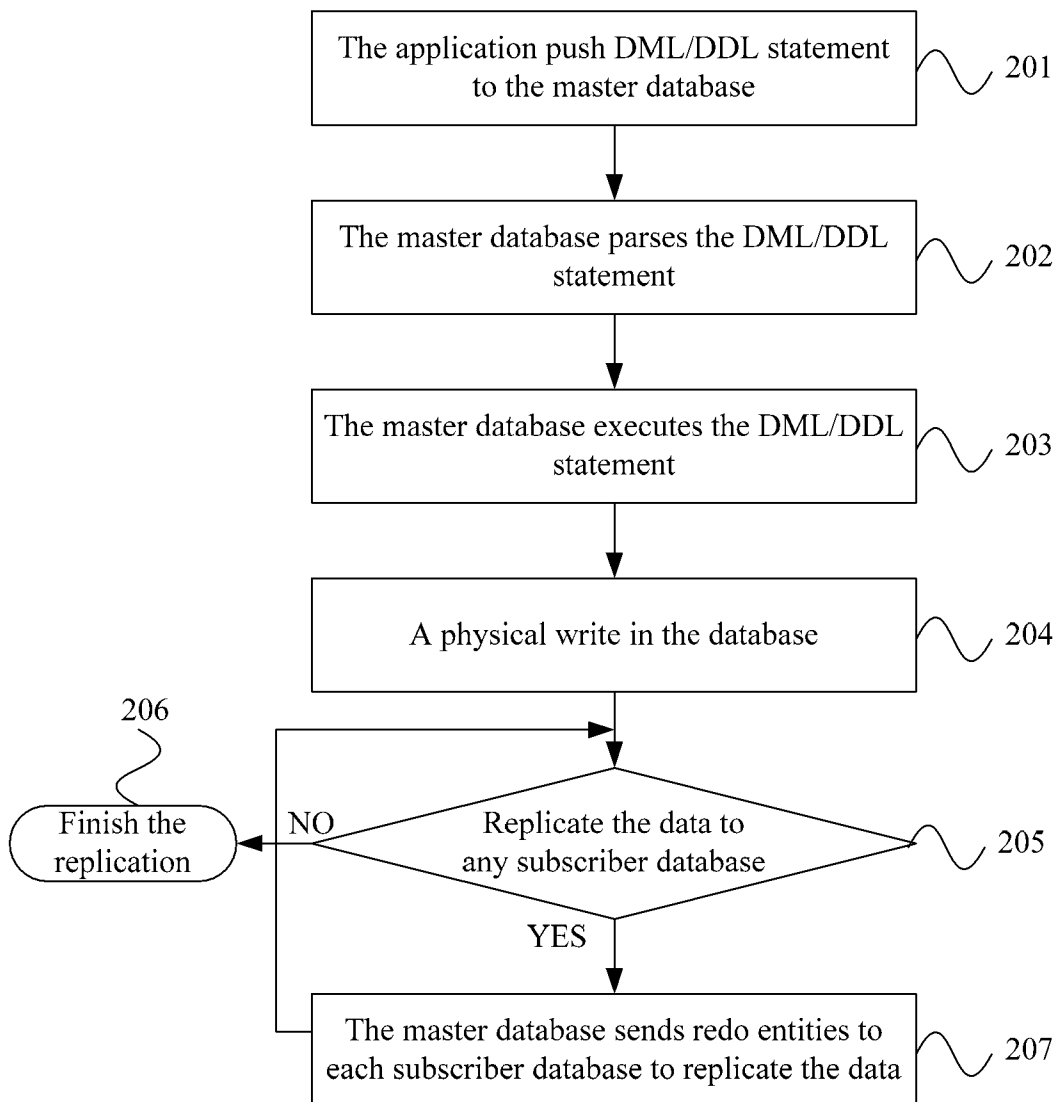 The application push DML/DDL statement
to the master database
201
The master database parses the DML/DDL
statement
202
The master database executes the DML/DDL
statement
203
A physical write in the database
204
206
Finish the
replication
NO
Replicate the data to
any subscriber database
205
YES
The master database sends redo entities to
each subscriber database to replicate the data
207